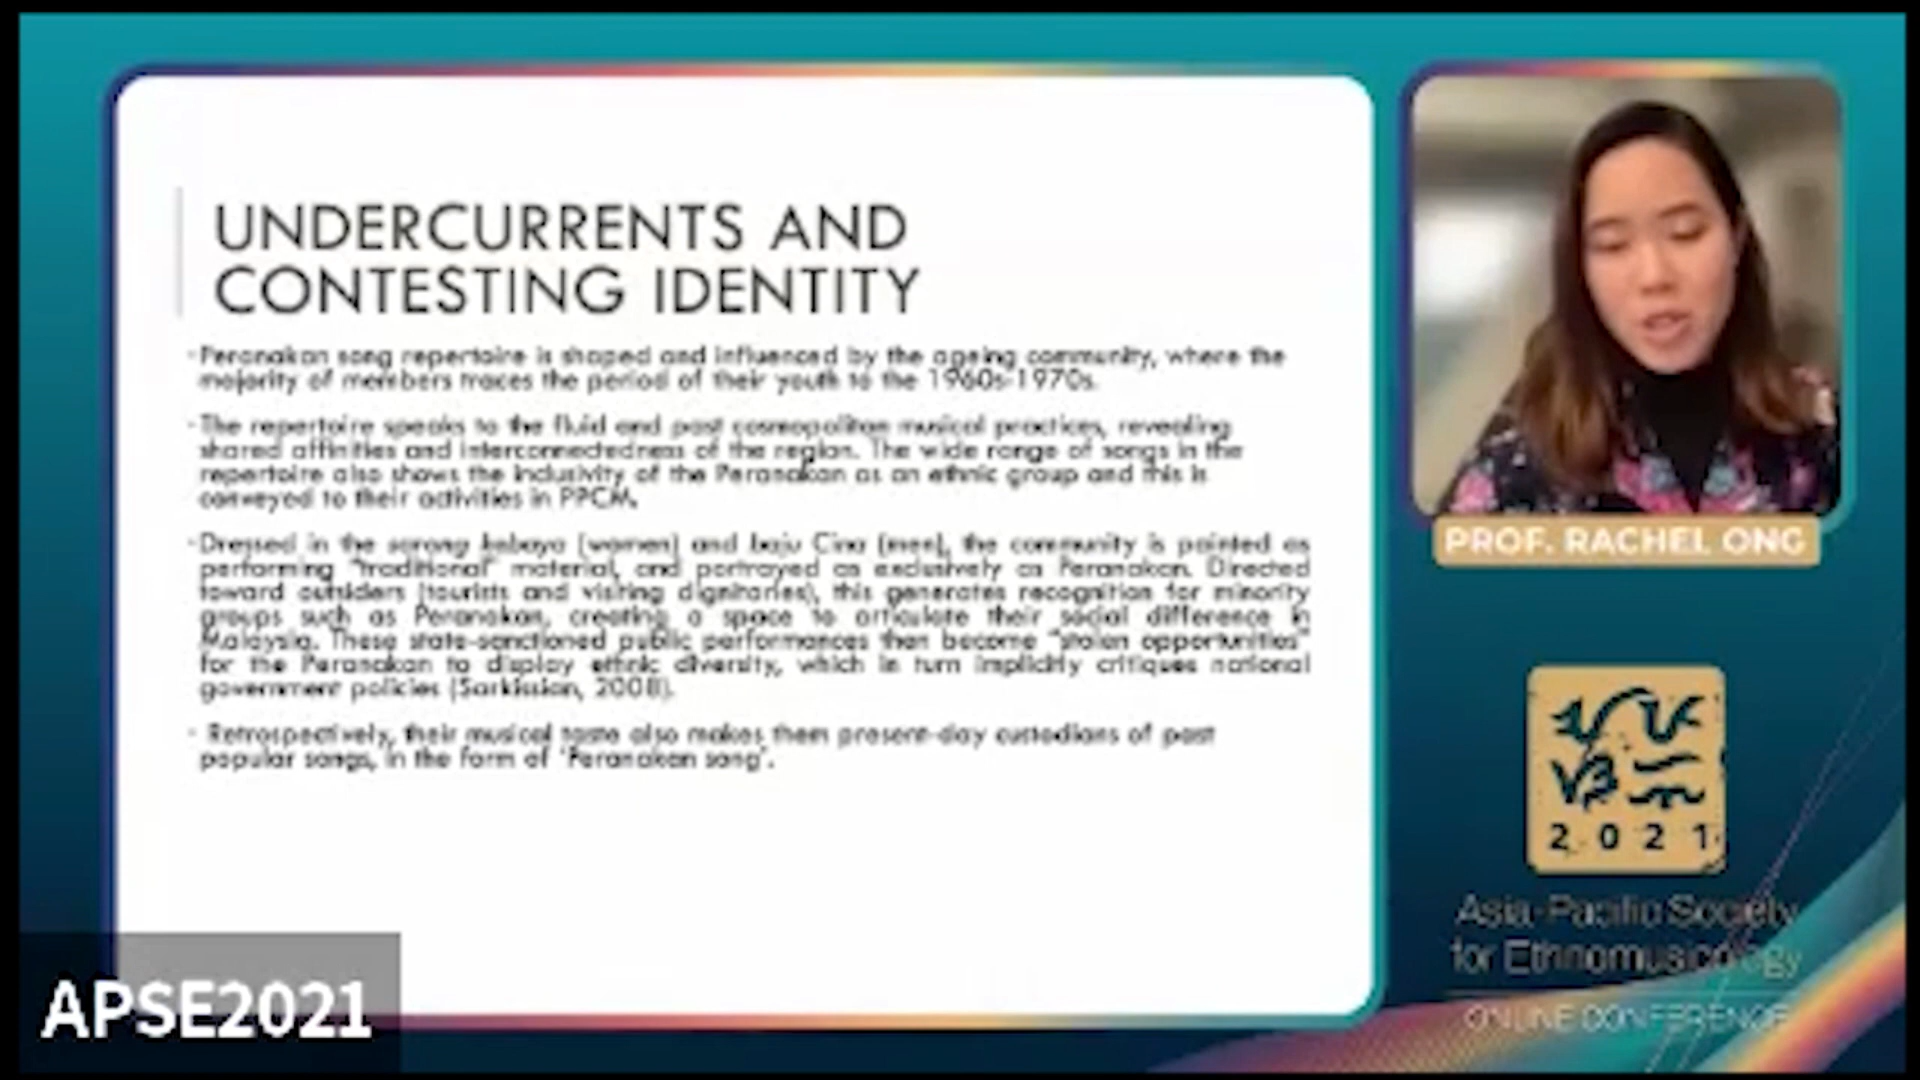 UNDERCURRENTS AND
CONTESTING IDENTITY
·Peranakan song repertoire is shaped and influenced by the ageing community, where the
majority of members traces the period of their youth to the 1960s-1970s.
·The repertoire speaks to the fluid and past cosmopolitan musical practices, revealing
shared affinities and interconnectedness of the region. The wide range of songs in the
repertoire also shows the inclusivity of the Peranakan as an ethnic group and this is
conveyed to their activities in PPCM.
·Dressed in the sarong kebaya (women) and baju Cina (men), the community is painted as
performing "traditional" material, and portrayed as exclusively as Peranakan. Directed
toward outsiders (tourists and visiting dignitaries), this generates recognition for minority
groups such as Peranakan, creating a space to articulate their social difference in
Malaysia. These state-sanctioned public performances then become "stolen opportunities"
for the Peranakan to display ethnic diversity, which in turn implicitly critiques national
government policies (Sarkissian, 2008).
· Retrospectively, their musical taste also makes them present-day custodians of past
popular songs, in the form of 'Peranakan song'.
PROF. RACHEL ONG
2021
Asia-Pacific Society
for Ethnomusicology
ONLINE CONFERENCE
APSE2021